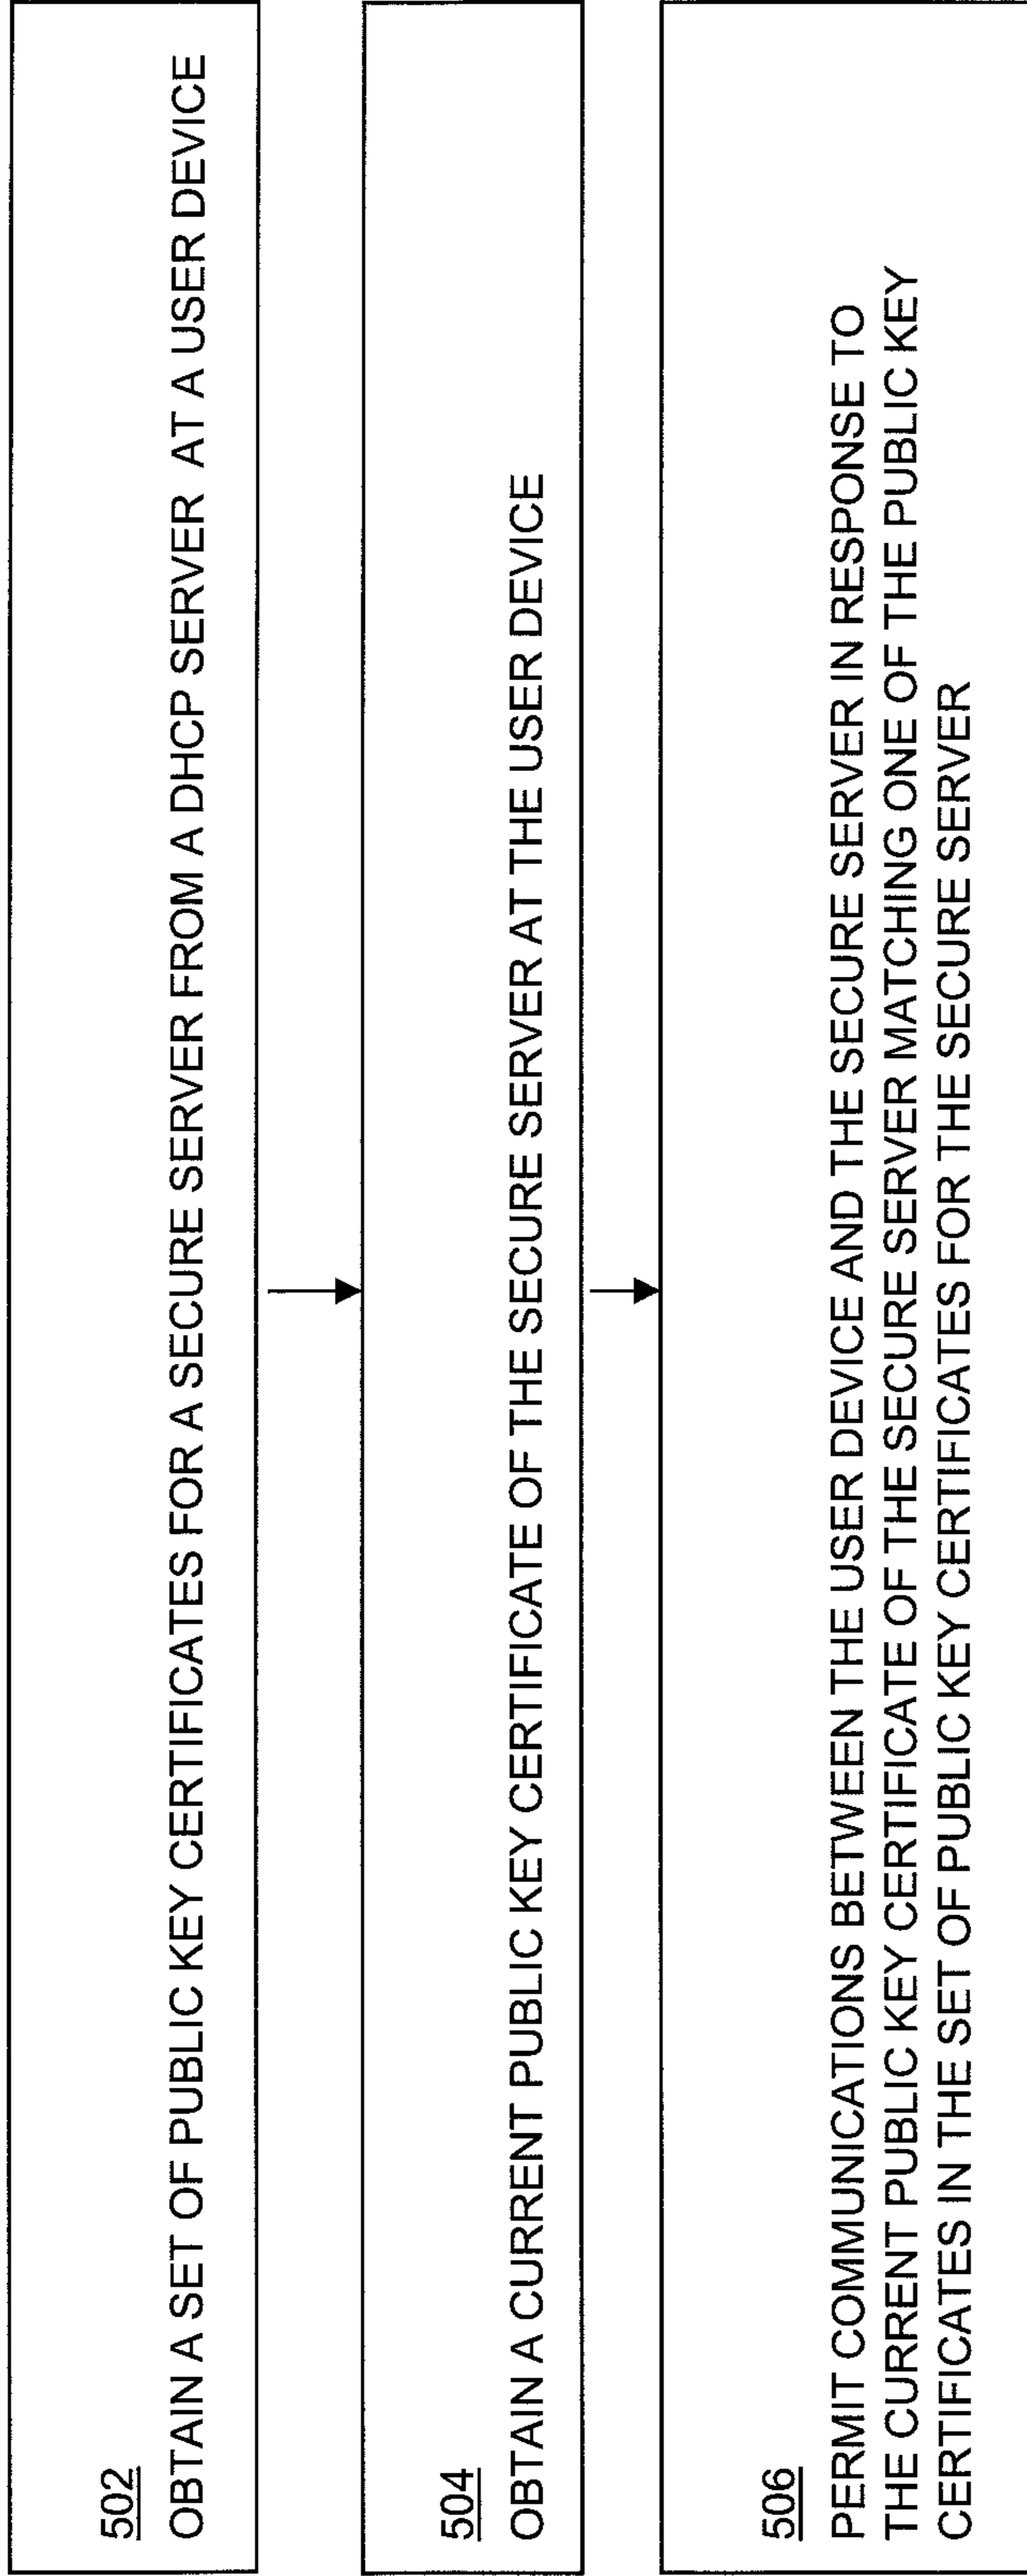 502
OBTAIN A SET OF PUBLIC KEY CERTIFICATES FOR A SECURE SERVER FROM A DHCP SERVER AT A USER DEVICE
504
OBTAIN A CURRENT PUBLIC KEY CERTIFICATE OF THE SECURE SERVER AT THE USER DEVICE
506
PERMIT COMMUNICATIONS BETWEEN THE USER DEVICE AND THE SECURE SERVER IN RESPONSE TO
THE CURRENT PUBLIC KEY CERTIFICATE OF THE SECURE SERVER MATCHING ONE OF THE PUBLIC KEY
CERTIFICATES IN THE SET OF PUBLIC KEY CERTIFICATES FOR THE SECURE SERVER